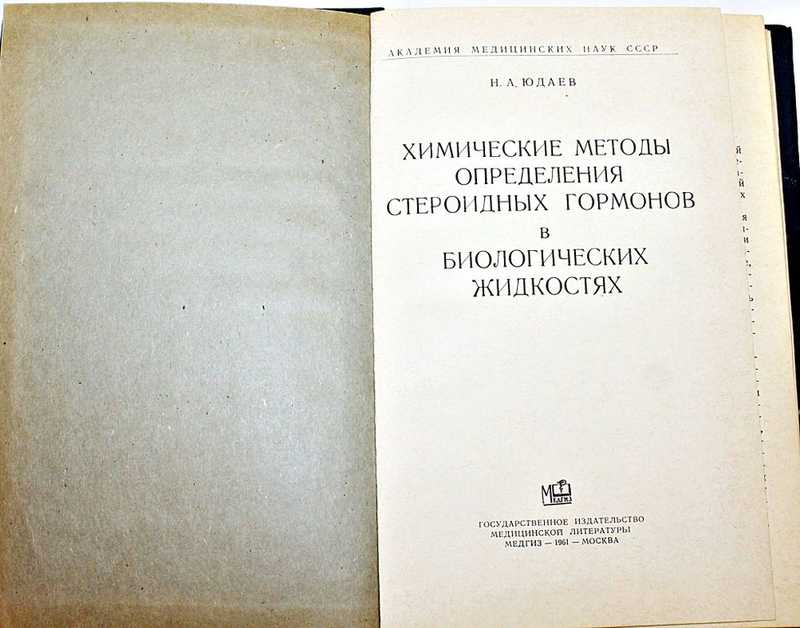 АКАДЕМИЯ МЕДИЦИНСКИХ НАУК СССР
Н. А. ЮДАЕВ
ХИМИЧЕСКИЕ МЕТОДЫ
ОПРЕДЕЛЕНИЯ
СТЕРОИДНЫХ ГОРМОНОВ
В
БИОЛОГИЧЕСКИХ
ЖИДКОСТЯХ
МЕДГИЗ
ГОСУДАРСТВЕННОЕ ИЗДАТЕЛЬСТВО
МЕДИЦИНСКОЙ ЛИТЕРАТУРЫ
МЕДГИЗ — 1961 — МОСКВА